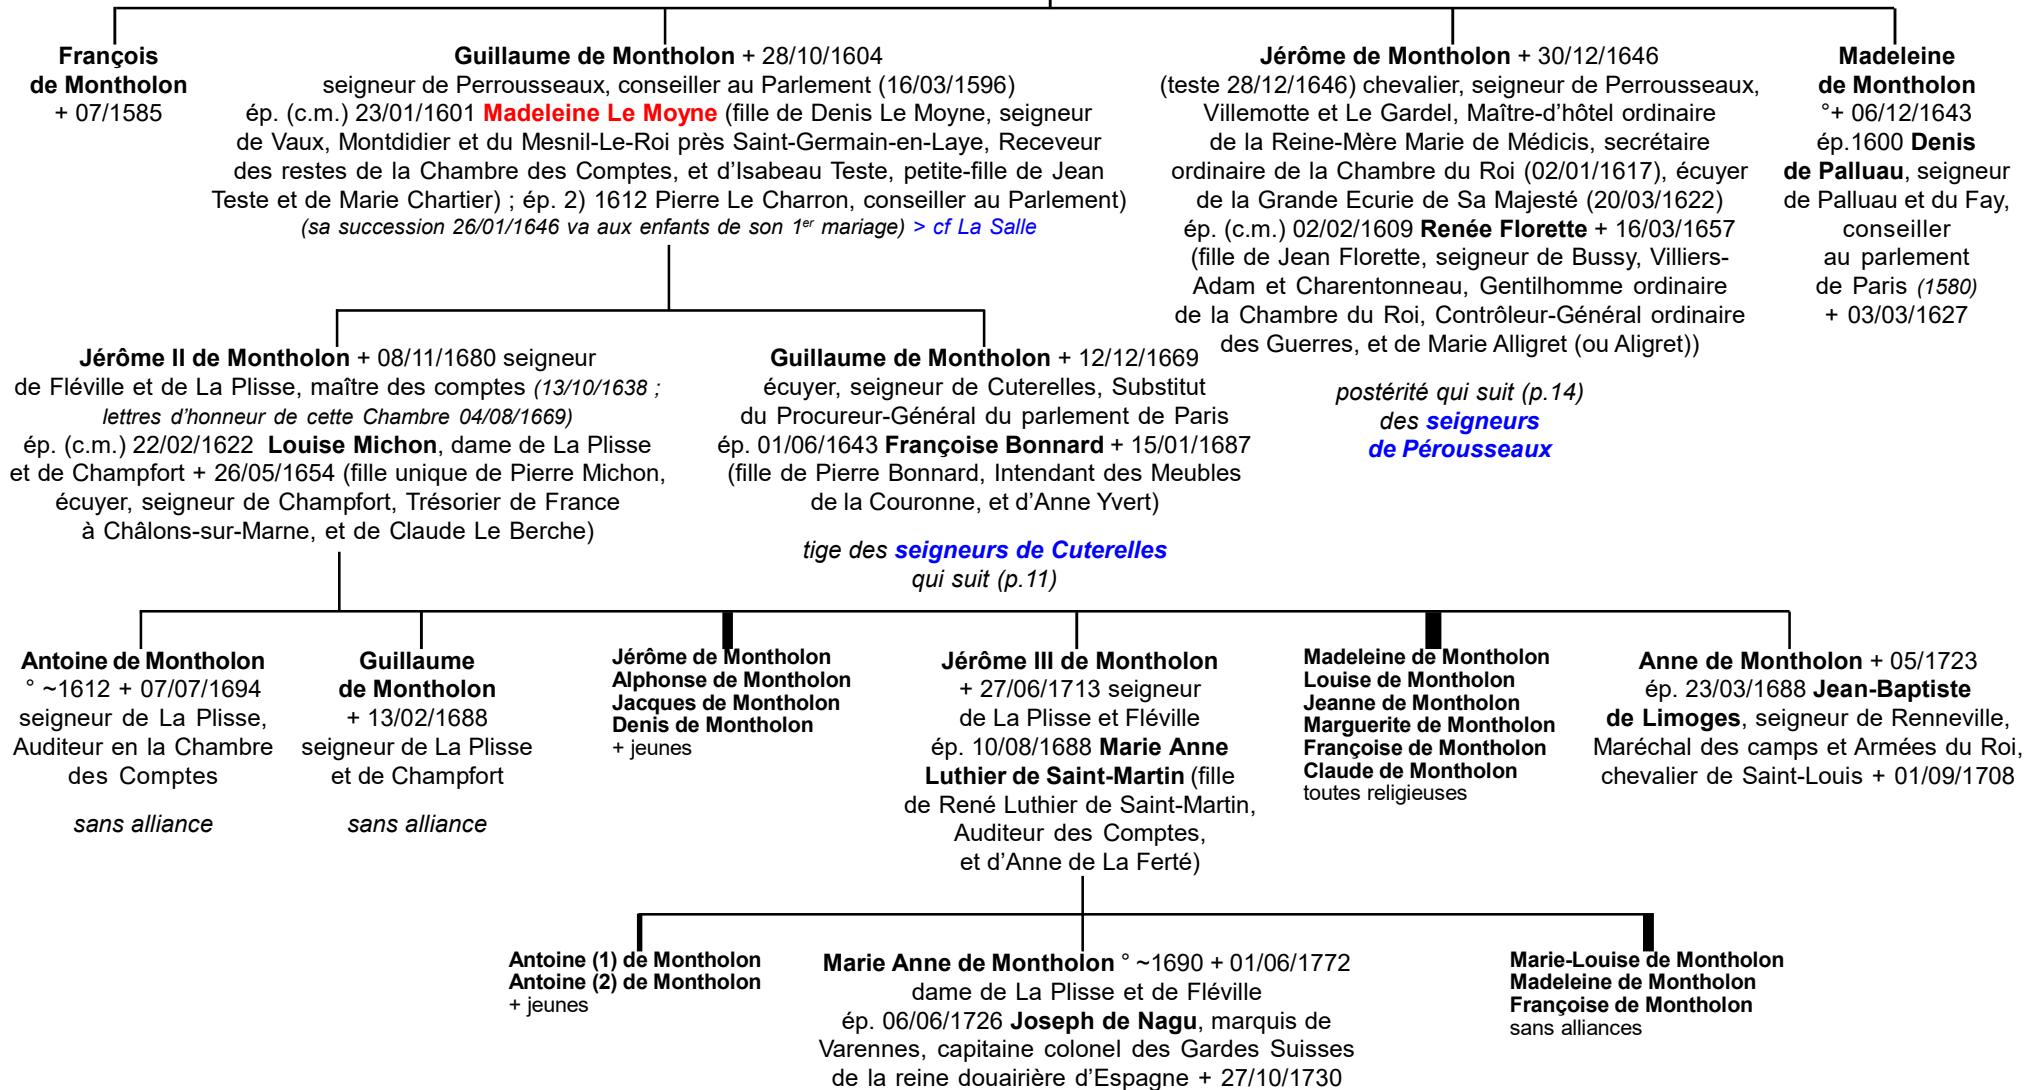 François
de Montholon
+ 07/1585
Guillaume de Montholon + 28/10/1604
seigneur de Perrousseaux, conseiller au Parlement (16/03/1596)
ép. (c.m.) 23/01/1601 Madeleine Le Moyne (fille de Denis Le Moyne, seigneur
de Vaux, Montdidier et du Mesnil-Le-Roi près Saint-Germain-en-Laye, Receveur
des restes de la Chambre des Comptes, et d'Isabeau Teste, petite-fille de Jean
Teste et de Marie Chartier) ; ép. 2) 1612 Pierre Le Charron, conseiller au Parlement)
(sa succession 26/01/1646 va aux enfants de son 1er mariage) > cf La Salle
Jérôme de Montholon + 30/12/1646
(teste 28/12/1646) chevalier, seigneur de Perrousseaux,
Villemotte et Le Gardel, Maître-d'hôtel ordinaire
de la Reine-Mère Marie de Médicis, secrétaire
ordinaire de la Chambre du Roi (02/01/1617), écuyer
de la Grande Ecurie de Sa Majesté (20/03/1622)
ép. (c.m.) 02/02/1609 Renée Florette + 16/03/1657
(fille de Jean Florette, seigneur de Bussy, Villiers-
Adam et Charentonneau, Gentilhomme ordinaire
de la Chambre du Roi, Contrôleur-Général ordinaire
des Guerres, et de Marie Alligret (ou Aligret))
postérité qui suit (p.14)
des seigneurs
de Pérousseaux
Madeleine
de Montholon
°+ 06/12/1643
ép.1600 Denis
de Palluau, seigneur
de Palluau et du Fay,
conseiller
au parlement
de Paris (1580)
+ 03/03/1627
Jérôme II de Montholon + 08/11/1680 seigneur
de Fléville et de La Plisse, maître des comptes (13/10/1638 ;
lettres d'honneur de cette Chambre 04/08/1669)
ép. (c.m.) 22/02/1622 Louise Michon, dame de La Plisse
et de Champfort + 26/05/1654 (fille unique de Pierre Michon,
écuyer, seigneur de Champfort, Trésorier de France
à Châlons-sur-Marne, et de Claude Le Berche)
Guillaume de Montholon + 12/12/1669
écuyer, seigneur de Cuterelles, Substitut
du Procureur-Général du parlement de Paris
ép. 01/06/1643 Françoise Bonnard + 15/01/1687
(fille de Pierre Bonnard, Intendant des Meubles
de la Couronne, et d'Anne Yvert)
tige des seigneurs de Cuterelles
qui suit (p.11)
Antoine de Montholon
° ~1612 + 07/07/1694
seigneur de La Plisse,
Auditeur en la Chambre
des Comptes
sans alliance
Guillaume
de Montholon
+ 13/02/1688
seigneur de La Plisse
et de Champfort
sans alliance
Jérôme de Montholon
Alphonse de Montholon
Jacques de Montholon
Denis de Montholon
+ jeunes
Jérôme III de Montholon
+ 27/06/1713 seigneur
de La Plisse et Fléville
ép. 10/08/1688 Marie Anne
Luthier de Saint-Martin (fille
de René Luthier de Saint-Martin,
Auditeur des Comptes,
et d'Anne de La Ferté)
Madeleine de Montholon
Louise de Montholon
Jeanne de Montholon
Marguerite de Montholon
Françoise de Montholon
Claude de Montholon
toutes religieuses
Anne de Montholon + 05/1723
ép. 23/03/1688 Jean-Baptiste
de Limoges, seigneur de Renneville,
Maréchal des camps et Armées du Roi,
chevalier de Saint-Louis + 01/09/1708
Antoine (1) de Montholon
Antoine (2) de Montholon
+ jeunes
Marie Anne de Montholon ° ~1690 + 01/06/1772
dame de La Plisse et de Fléville
ép. 06/06/1726 Joseph de Nagu, marquis de
Varennes, capitaine colonel des Gardes Suisses
de la reine douairière d'Espagne + 27/10/1730
Marie-Louise de Montholon
Madeleine de Montholon
Françoise de Montholon
sans alliances